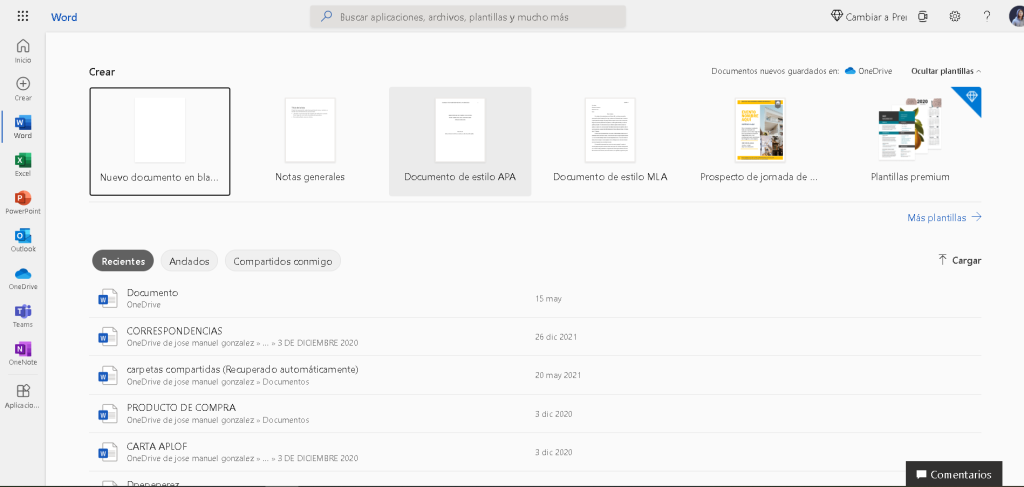 Word
Buscar aplicaciones, archivos, plantillas y mucho más
Cambiar a Pre
Inicio
Crear
Word
Excel
PowerPoint
Outlook
OneDrive
Teams
OneNote
Aplicacio...
Crear
Documentos nuevos guardados en: OneDrive
Ocultar plantillas
Nuevo documento en bla...
Notas generales
Documento de estilo APA
Documento de estilo MLA
Prospecto de jornada de ...
2020
Plantillas premium
Más plantillas
Recientes
Anclados
Compartidos conmigo
Cargar
Documento
OneDrive
15 may
CORRESPONDENCIAS
OneDrive de jose manuel gonzalez » ... » 3 DE DICIEMBRE 2020
26 dic 2021
carpetas compartidas (Recuperado automáticamente)
OneDrive de jose manuel gonzalez » Documentos
20 may 2021
PRODUCTO DE COMPRA
OneDrive de jose manuel gonzalez » Documentos
3 dic 2020
CARTA APLOF
OneDrive de jose manuel gonzalez » ... » 3 DE DICIEMBRE 2020
3 dic 2020
Comentarios